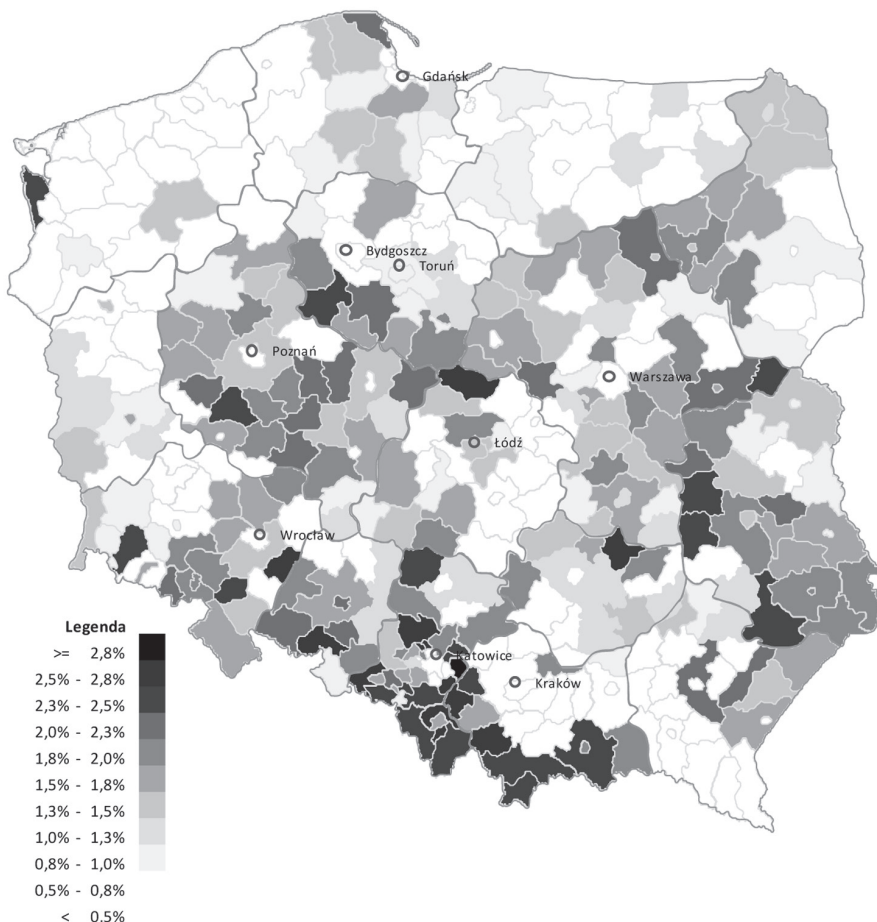 Gdańsk
Bydgoszcz
Toruń
Poznań
Warszawa
Łódź
Wrocław
Katowice
Kraków
Legenda
>= 2,8%
2,5% - 2,8%
2,3% - 2,5%
2,0% - 2,3%
1,8% - 2,0%
1,5% - 1,8%
1,3% - 1,5%
1,0% - 1,3%
0,8% - 1,0%
0,5% - 0,8%
< 0,5%